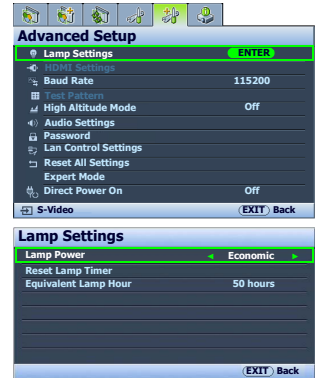 Advanced Setup
Lamp Settings ENTER
HDMI Settings
Baud Rate 115200
Test Pattern
High Altitude Mode Off
Audio Settings
Password
Lan Control Settings
Reset All Settings
Expert Mode
Direct Power On Off
S-Video EXIT Back
Lamp Settings
Lamp Power Economic
Reset Lamp Timer
Equivalent Lamp Hour 50 hours
EXIT Back